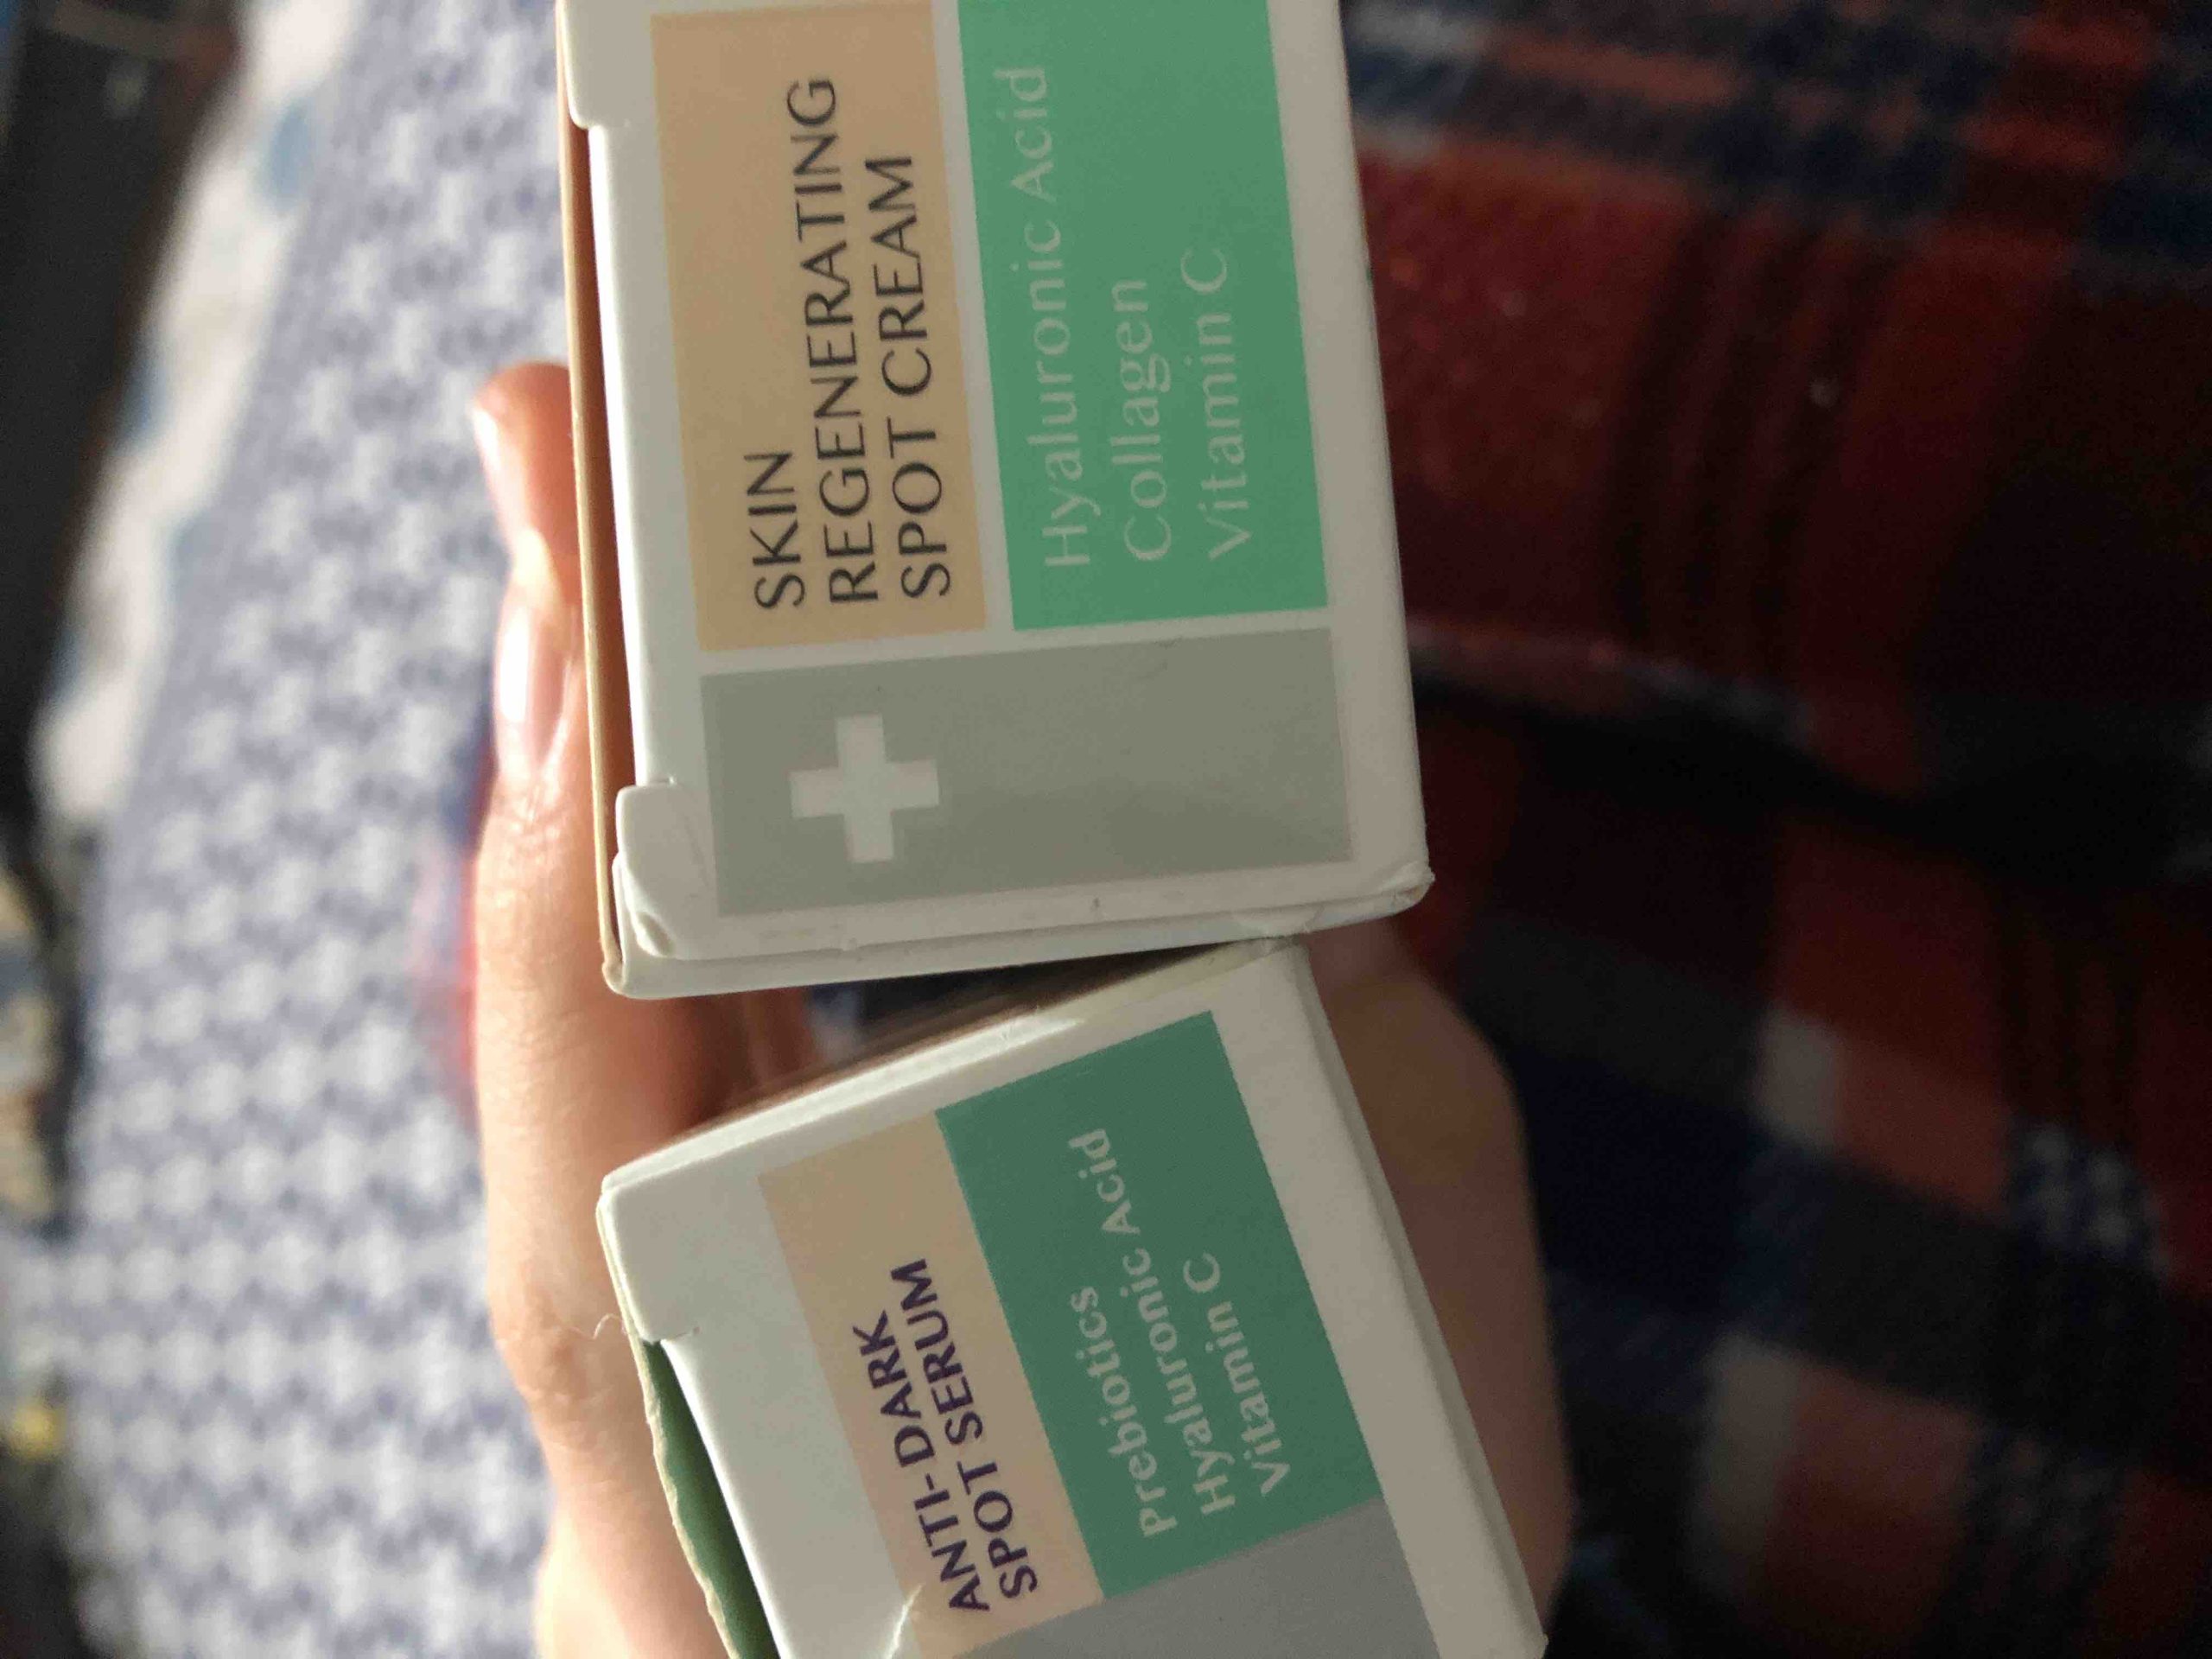 SKIN
REGENERATING
SPOT CREAM
Hyaluronic Acid
Collagen
Vitamin C
ANTI-DARK
SPOT SERUM
Prebiotics
Hyaluronic Acid
Vitamin C